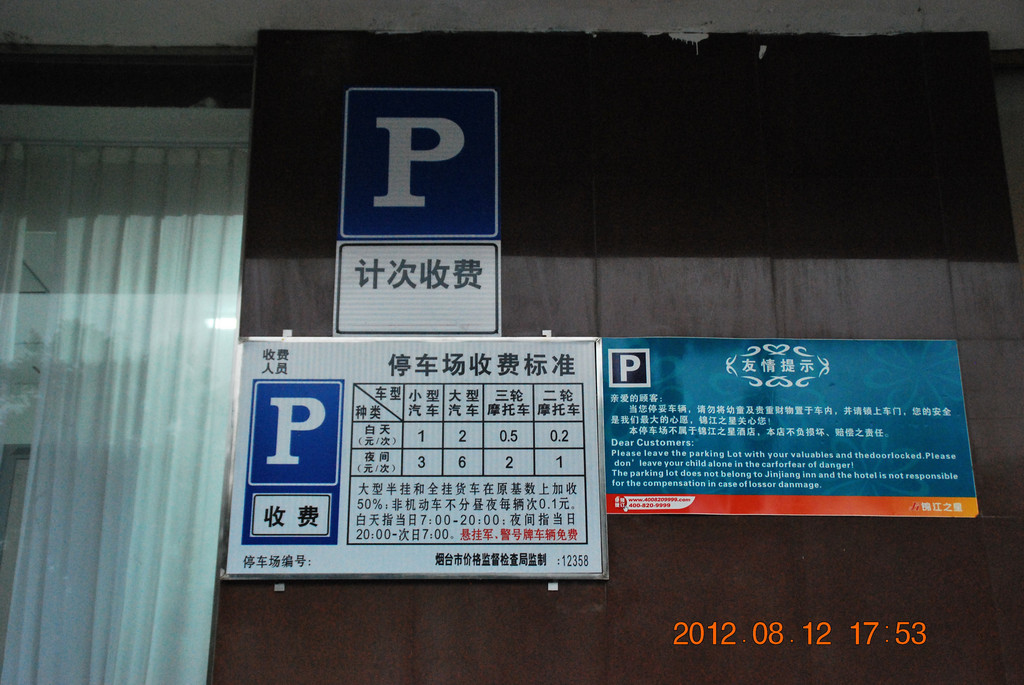 P
计次收费
收费
人员
停车场收费标准
P
收费
车型
种类
小型
汽车
大型
汽车
三轮
摩托车
二轮
摩托车
白天
(元/次)
1
2
0.5
0.2
夜间
(元/次)
3
6
2
1
大型半挂和全挂货车在原基数上加收
50%;非机动车不分昼夜每辆次0.1元。
白天指当日7:00-20:00;夜间指当日
20:00-次日7:00。悬挂军、警号牌车辆免费
停车场编号:
烟台市价格监督检查局监制 :12358
P
友情提示
亲爱的顾客:
当您停妥车辆,请勿将幼童及贵重财物置于车内,并请锁上车门,您的安全
是我们最大的心愿,锦江之星关心您!
本停车场不属于锦江之星酒店,本店不负损坏、赔偿之责任。
Dear Customers:
Please leave the parking Lot with your valuables and thedoorlocked.Please
don' leave your child alone in the carforfear of danger!
The parking lot does not belong to Jinjiang inn and the hotel is not responsible
for the compensation in case of lossor danmage.
www.4008209999.com
400-820-9999
锦江之星
2012.08.12 17:53